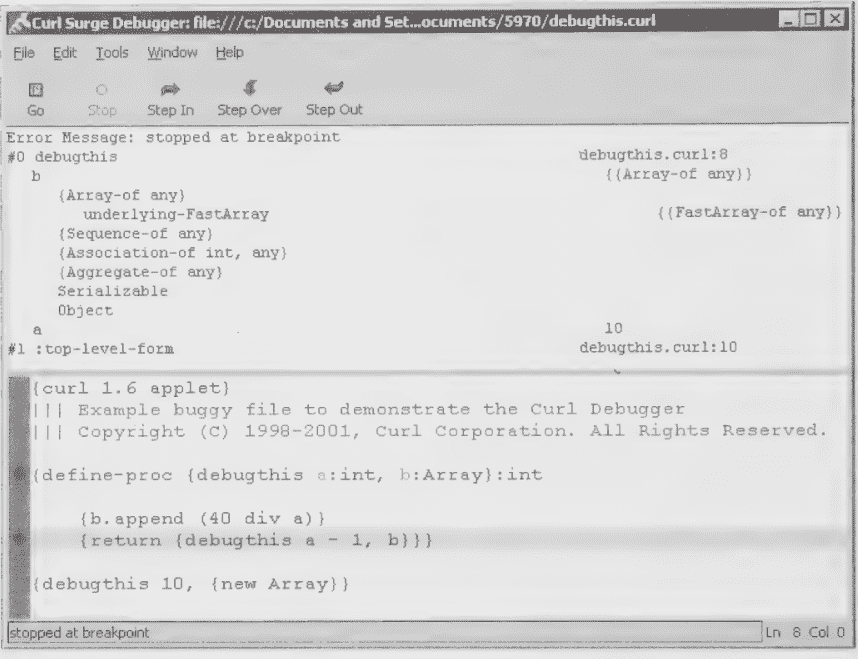 Curl Surge Debugger: file:///c:/Documents and Set...ocuments/5970/debugthis.curl
File Edit Tools Window Help
Go Stop Step In Step Over Step Out
Error Message: stopped at breakpoint
#0 debugthis debugthis.curl:8
b {{Array-of any}}
{Array-of any}
underlying-FastArray {{FastArray-of any}}
{Sequence-of any}
{Association-of int, any}
{Aggregate-of any}
Serializable
Object
a 10
#1 :top-level-form debugthis.curl:10
{curl 1.6 applet}
||| Example buggy file to demonstrate the Curl Debugger
||| Copyright (C) 1998-2001, Curl Corporation. All Rights Reserved.
{define-proc {debugthis a:int, b:Array}:int
{b.append (40 div a)}
{return {debugthis a - 1, b}}}
{debugthis 10, {new Array}}
stopped at breakpoint Ln 8 Col 0